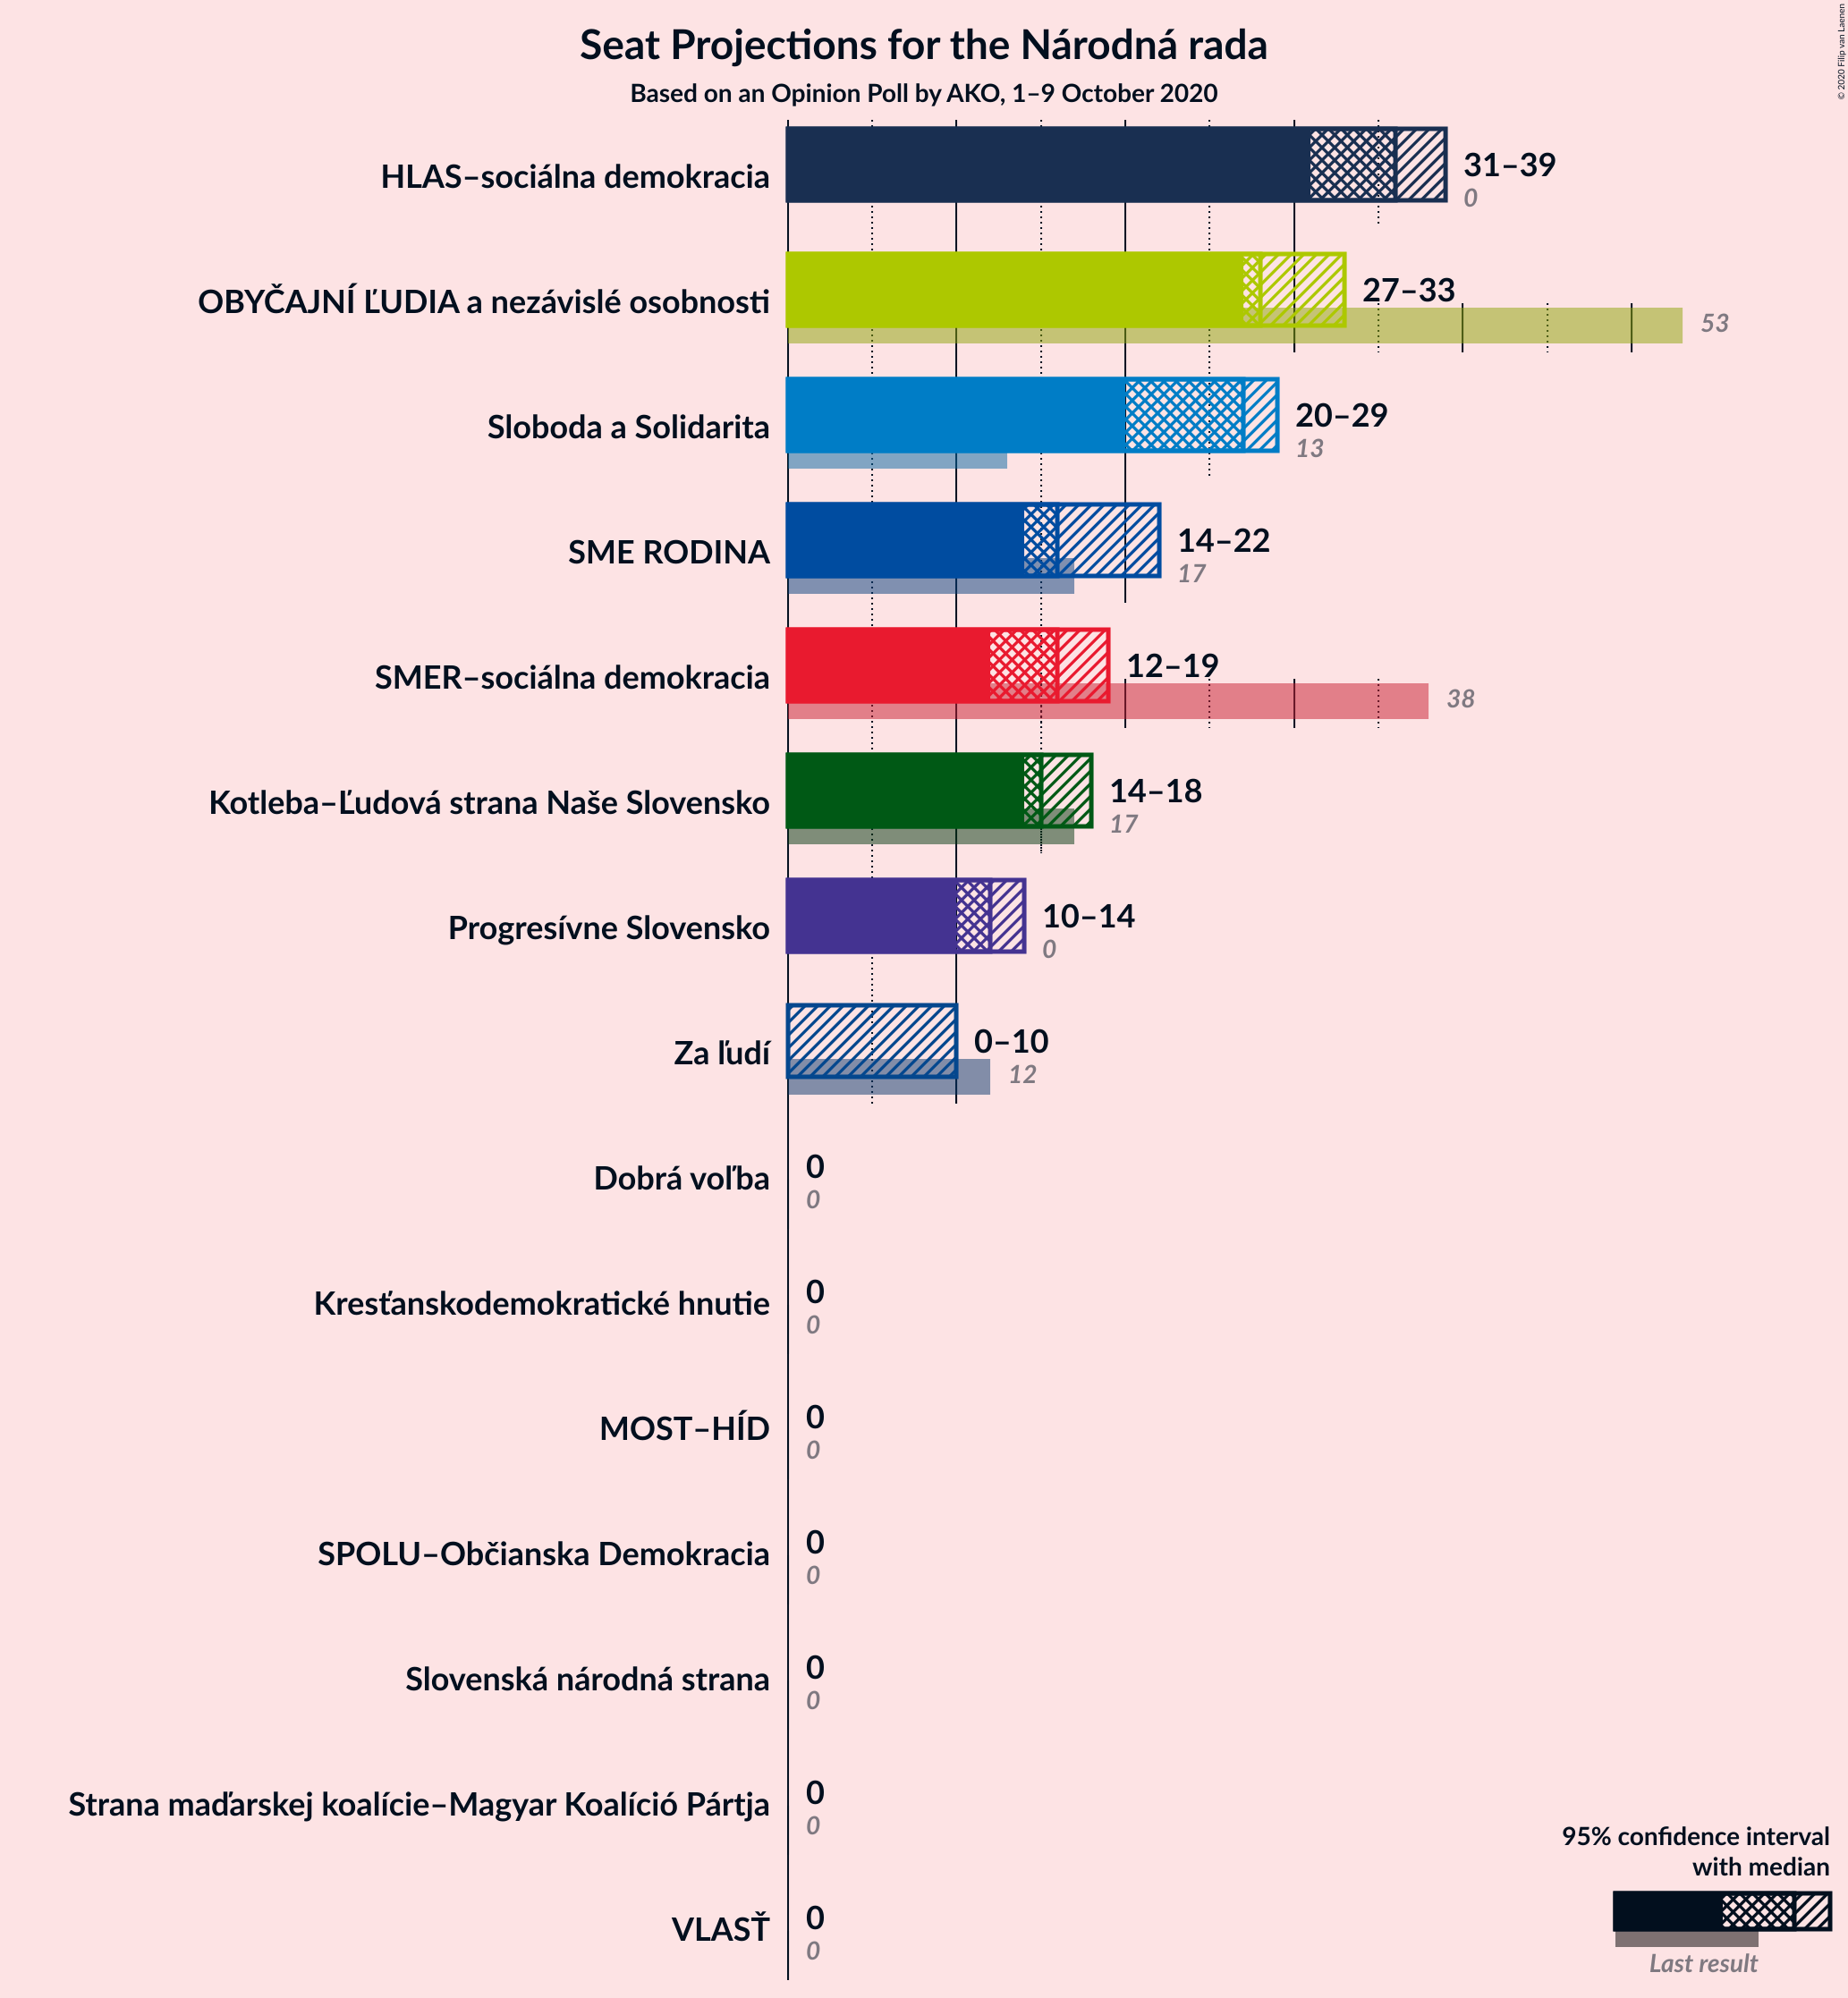 Seat Projections for the Národná rada
Based on an Opinion Poll by AKO, 1–9 October 2020
© 2020 Filip van Laenen
HLAS–sociálna demokracia
31–39
0
OBYČAJNÍ ĽUDIA a nezávislé osobnosti
27–33
53
Sloboda a Solidarita
20–29
13
SME RODINA
14–22
17
SMER–sociálna demokracia
12–19
38
Kotleba–Ľudová strana Naše Slovensko
14–18
17
Progresívne Slovensko
10–14
0
Za ľudí
0–10
12
Dobrá voľba
0
0
Kresťanskodemokratické hnutie
0
0
MOST–HÍD
0
0
SPOLU–Občianska Demokracia
0
0
Slovenská národná strana
0
0
Strana maďarskej koalície–Magyar Koalíció Pártja
0
0
VLASŤ
0
0
95% confidence interval
with median
Last result